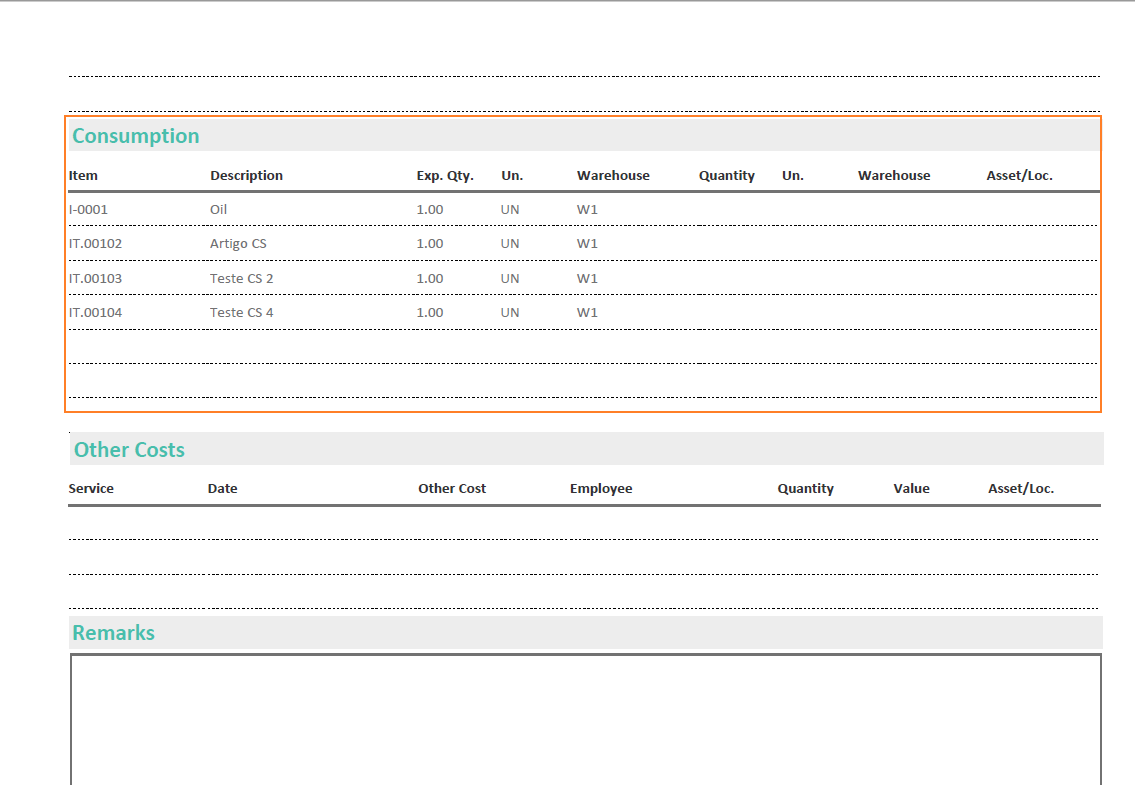 Consumption
Item Description Exp. Qty. Un. Warehouse Quantity Un. Warehouse Asset/Loc.
I-0001 Oil 1.00 UN W1
IT.00102 Artigo CS 1.00 UN W1
IT.00103 Teste CS 2 1.00 UN W1
IT.00104 Teste CS 4 1.00 UN W1
Other Costs
Service Date Other Cost Employee Quantity Value Asset/Loc.
Remarks